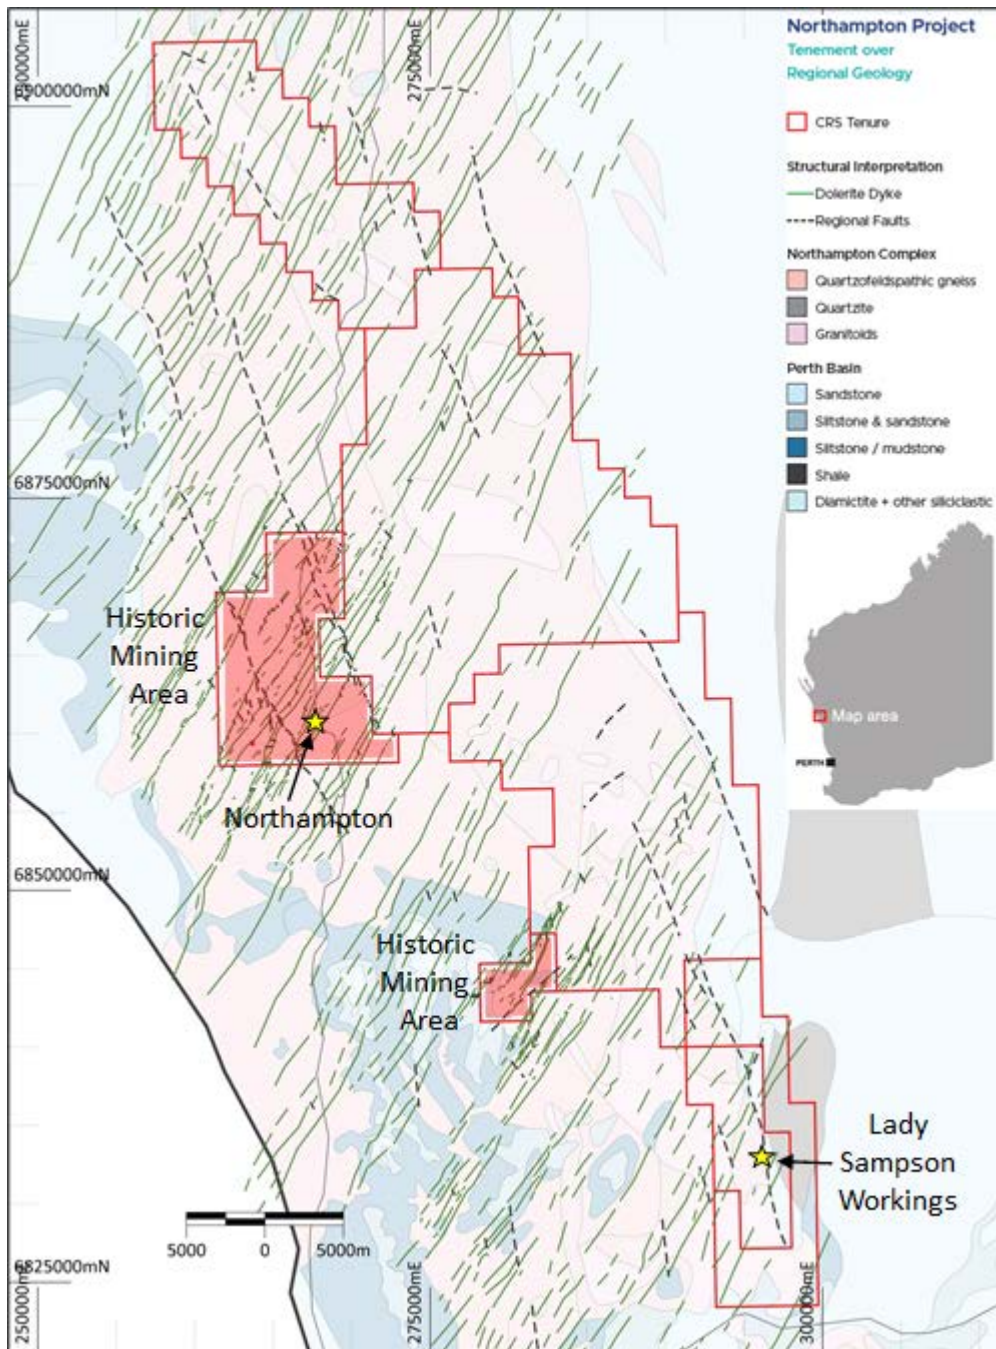 Northampton Project
Tenement over
Regional Geology
CRS Tenure
Structural Interpretation
Dolerite Dyke
Regional Faults
Northampton Complex
Quartzofeldspathic gneiss
Quartzite
Granitoids
Perth Basin
Sandstone
Siltstone & sandstone
Siltstone / mudstone
Shale
Diamictite + other siliciclastic
Map area
PERTH
275000mE
6900000mN
6875000mN
Historic
Mining
Area
Northampton
6850000mN
Historic
Mining
Area
Lady
Sampson
Workings
5000 0 5000m
6825000mN
250000mE
275000mE
300000mE